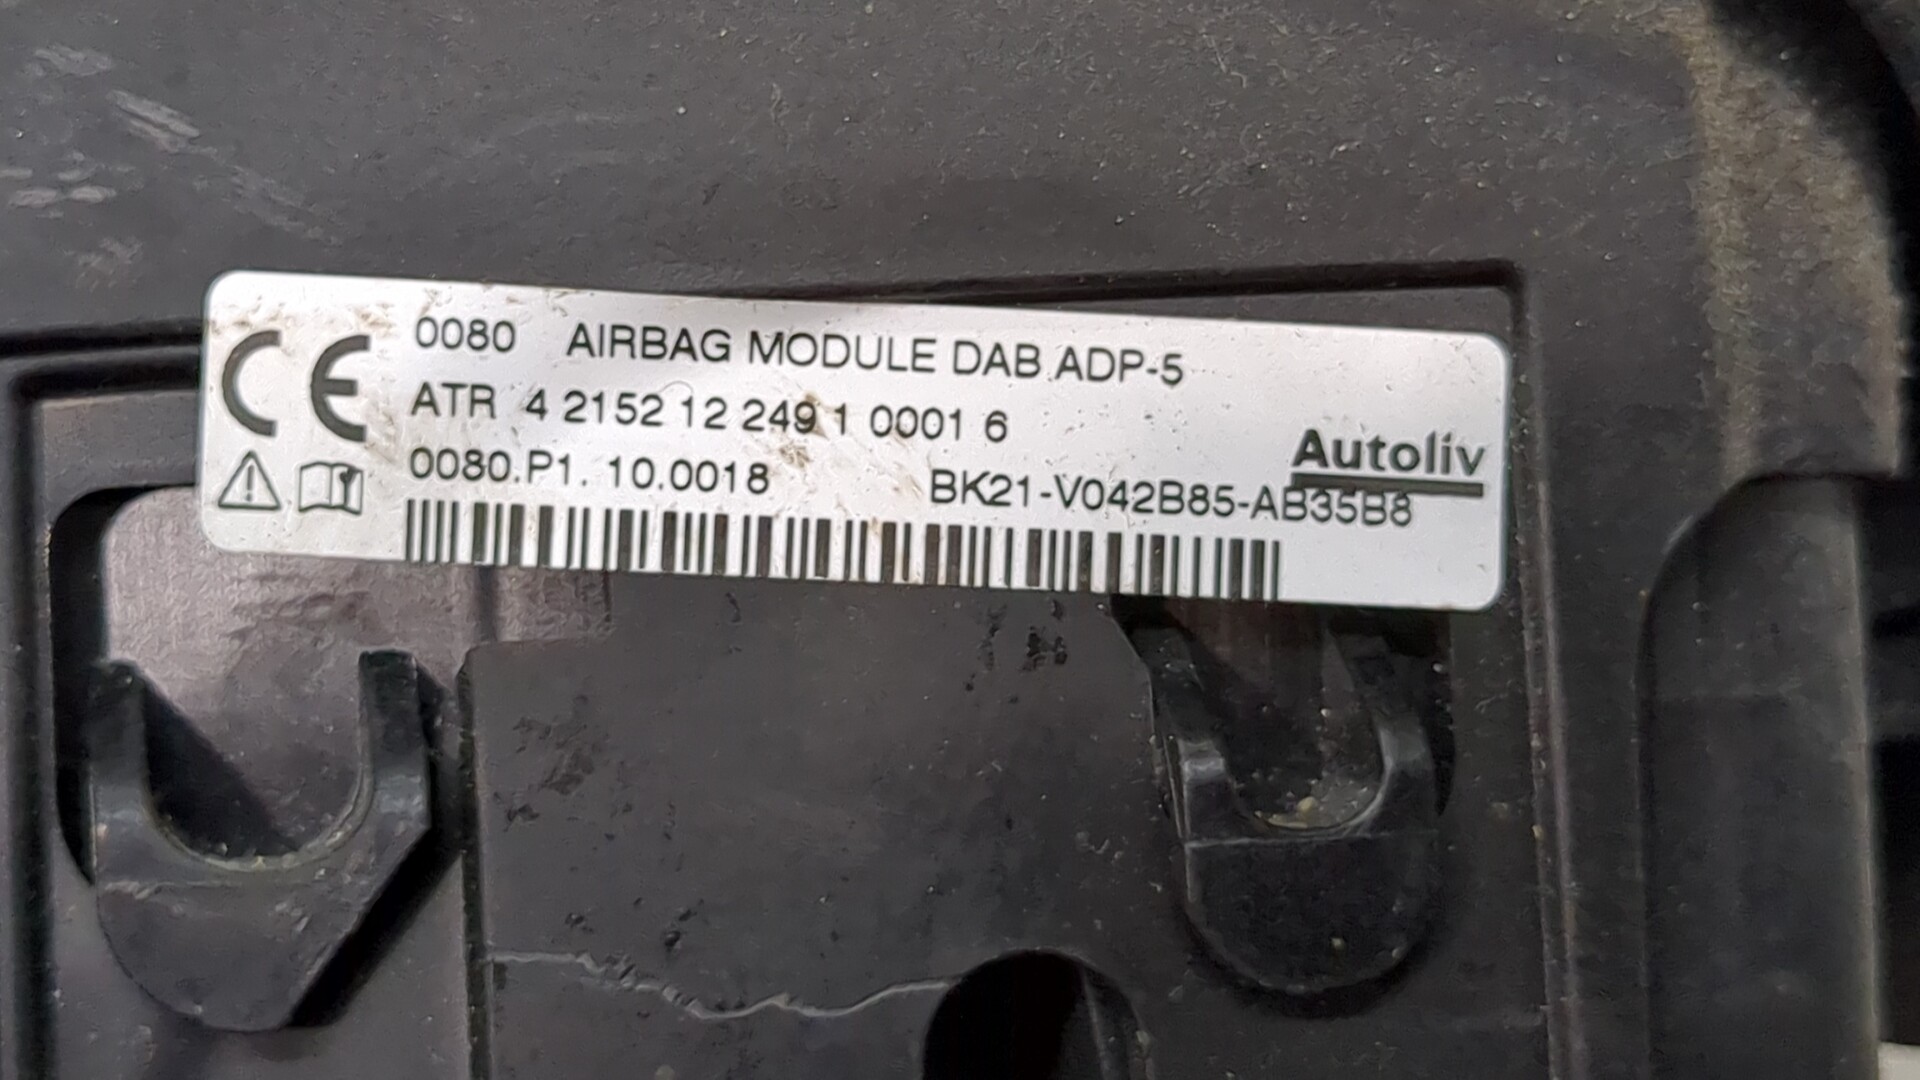 CE 0080 AIRBAG MODULE DAB ADP-5
ATR 4 2152 12 249 1 0001 6
Autoliv
0080.P1. 10.0018 BK21-V042B85-AB35B8